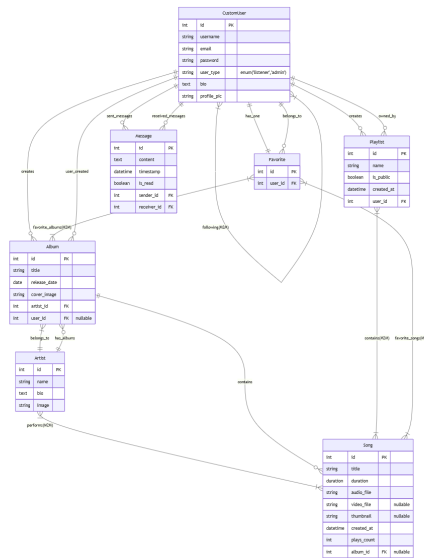 CustomUser
int id PK
string username
string email
string password
string user_type enum('listener','admin')
text bio
string profile_pic
sent_messages received_messages has_one belongs_to creates owned_by
Message
int id PK
text content
datetime timestamp
boolean is_read
int sender_id FK
int receiver_id FK
Favorite
int id PK
int user_id FK
Playlist
int id PK
string name
boolean is_public
datetime created_at
int user_id FK
creates user_created
favorite_albums(M2M) following(M2M)
Album
int id PK
string title
date release_date
string cover_image
int artist_id FK
int user_id FK nullable
belongs_to has_albums
contains(M2M) favorite_songs(M2M)
Artist
int id PK
string name
text bio
string image
contains
performs(M2M)
Song
int id PK
string title
duration duration
string audio_file
string video_file nullable
string thumbnail nullable
datetime created_at
int plays_count
int album_id FK nullable